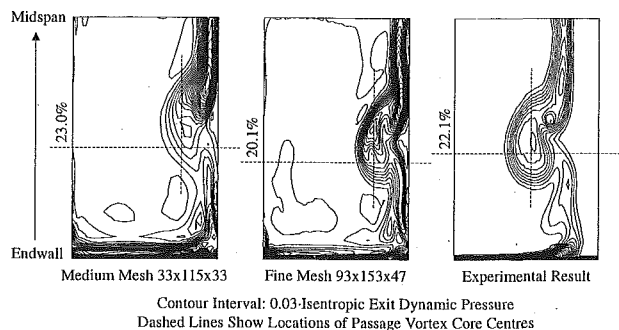 Midspan
23.0%
20.1%
22.1%
Endwall
Medium Mesh 33x115x33
Fine Mesh 93x153x47
Experimental Result
Contour Interval: 0.03·Isentropic Exit Dynamic Pressure
Dashed Lines Show Locations of Passage Vortex Core Centres